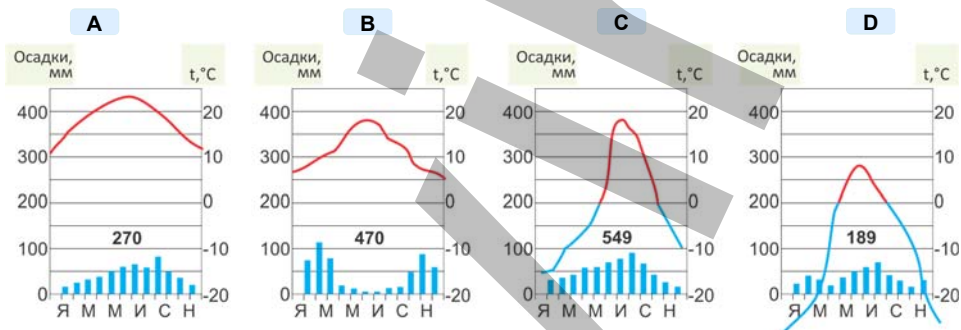 A B C D
Осадки, мм t,°C Осадки, мм t,°C Осадки, мм t,°C Осадки, мм t,°C
400 20 400 20 400 20 400 20
300 10 300 10 300 10 300 10
200 0 200 0 200 0 200 0
100 270 -10 100 470 -10 100 549 -10 100 189 -10
0 -20 0 -20 0 -20 0 -20
Я М М И С Н Я М М И С Н Я М М И С Н Я М М И С Н